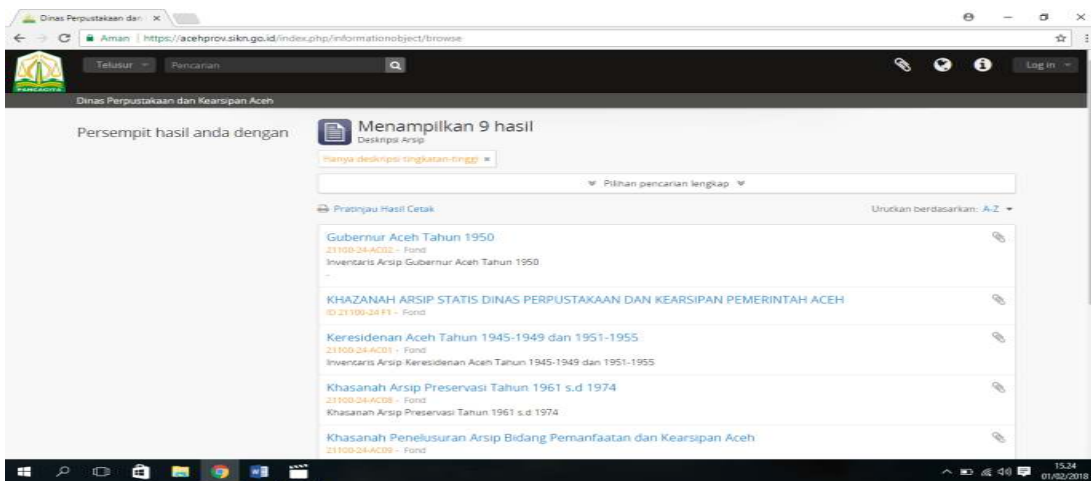 Dinas Perpustakaan dan
Aman https://acehprov.sikn.go.id/index.php/informationobject/browse
PANCACITA
Telusur
Pencarian
Log in
Dinas Perpustakaan dan Kearsipan Aceh
Persempit hasil anda dengan
Menampilkan 9 hasil
Deskripsi Arsip
Hanya deskripsi tingkatan-tinggi
Pilihan pencarian lengkap
Pratinjau Hasil Cetak
Urutkan berdasarkan: A-Z
Gubernur Aceh Tahun 1950
21100-24-AC02 - Fond
Inventaris Arsip Gubernur Aceh Tahun 1950
-
KHAZANAH ARSIP STATIS DINAS PERPUSTAKAAN DAN KEARSIPAN PEMERINTAH ACEH
ID 21100-24 F1 - Fond
Keresidenan Aceh Tahun 1945-1949 dan 1951-1955
21100-24-AC01 - Fond
Inventaris Arsip Keresidenan Aceh Tahun 1945-1949 dan 1951-1955
Khasanah Arsip Preservasi Tahun 1961 s.d 1974
21100-24-AC08 - Fond
Khasanah Arsip Preservasi Tahun 1961 s.d 1974
Khasanah Penelusuran Arsip Bidang Pemanfaatan dan Kearsipan Aceh
21100-24-AC09 - Fond
15.24
01/02/2018